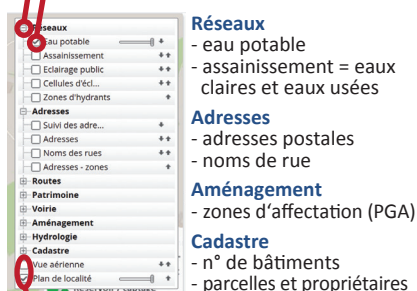 Réseaux
Eau potable
Assainissement
Eclairage public
Cellules d'écl...
Zones d'hydrants
Adresses
Suivi des adre...
Adresses
Noms des rues
Adresses - zones
Routes
Patrimoine
Voirie
Aménagement
Hydrologie
Cadastre
Vue aérienne
Plan de localité
Réseaux
- eau potable
- assainissement = eaux
claires et eaux usées
Adresses
- adresses postales
- noms de rue
Aménagement
- zones d‘affectation (PGA)
Cadastre
- n° de bâtiments
- parcelles et propriétaires